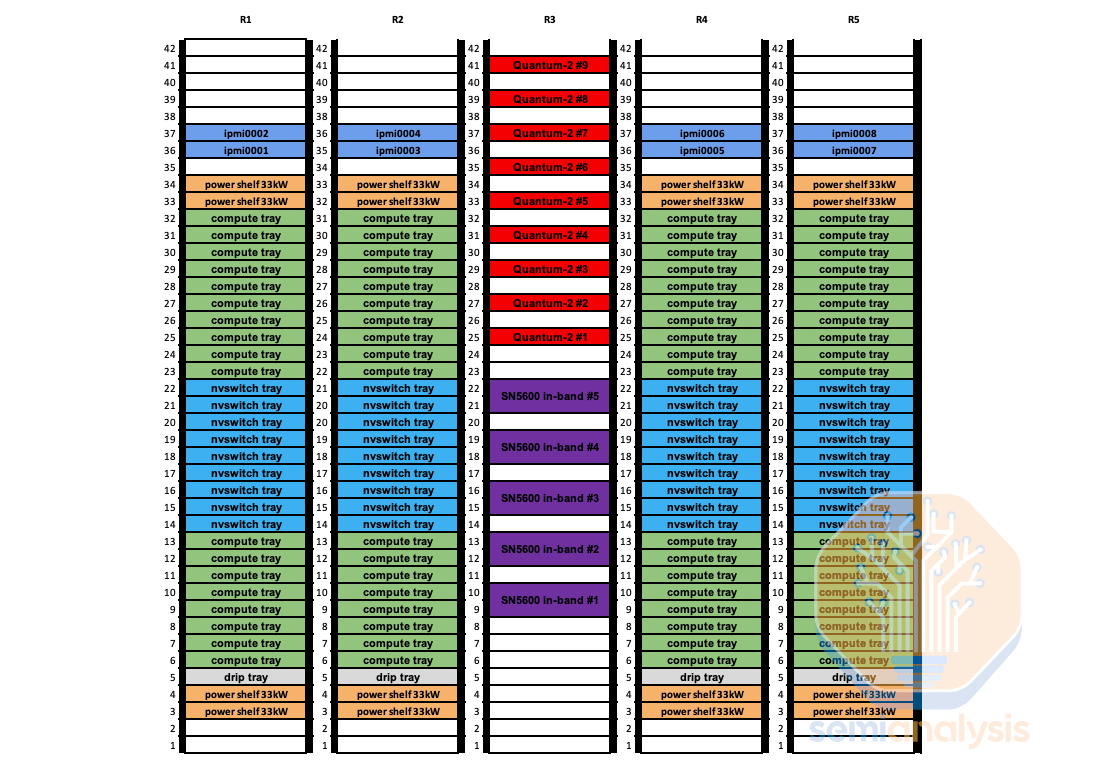 R1 R2 R3 R4 R5
42 42 42 42 42
41 41 41 Quantum-2 #9 41 41
40 40 40 40 40
39 39 39 Quantum-2 #8 39 39
38 38 38 38 38
37 ipmi0002 36 ipmi0004 37 Quantum-2 #7 37 ipmi0006 37 ipmi0008
36 ipmi0001 35 ipmi0003 36 36 ipmi0005 36 ipmi0007
35 34 35 Quantum-2 #6 35 35
34 power shelf 33kW 33 power shelf 33kW 34 34 power shelf 33kW 34 power shelf 33kW
33 power shelf 33kW 32 power shelf 33kW 33 Quantum-2 #5 33 power shelf 33kW 33 power shelf 33kW
32 compute tray 31 compute tray 32 32 compute tray 32 compute tray
31 compute tray 30 compute tray 31 Quantum-2 #4 31 compute tray 31 compute tray
30 compute tray 29 compute tray 30 30 compute tray 30 compute tray
29 compute tray 28 compute tray 29 Quantum-2 #3 29 compute tray 29 compute tray
28 compute tray 27 compute tray 28 28 compute tray 28 compute tray
27 compute tray 26 compute tray 27 Quantum-2 #2 27 compute tray 27 compute tray
26 compute tray 25 compute tray 26 26 compute tray 26 compute tray
25 compute tray 24 compute tray 25 Quantum-2 #1 25 compute tray 25 compute tray
24 compute tray 23 compute tray 24 24 compute tray 24 compute tray
23 compute tray 22 compute tray 23 23 compute tray 23 compute tray
22 nvswitch tray 21 nvswitch tray 22 SN5600 in-band #5 22 nvswitch tray 22 nvswitch tray
21 nvswitch tray 20 nvswitch tray 21 21 nvswitch tray 21 nvswitch tray
20 nvswitch tray 20 nvswitch tray 20 20 nvswitch tray 20 nvswitch tray
19 nvswitch tray 19 nvswitch tray 19 SN5600 in-band #4 19 nvswitch tray 19 nvswitch tray
18 nvswitch tray 18 nvswitch tray 18 18 nvswitch tray 18 nvswitch tray
17 nvswitch tray 17 nvswitch tray 17 17 nvswitch tray 17 nvswitch tray
16 nvswitch tray 16 nvswitch tray 16 SN5600 in-band #3 16 nvswitch tray 16 nvswitch tray
15 nvswitch tray 15 nvswitch tray 15 15 nvswitch tray 15 nvswitch tray
14 nvswitch tray 14 nvswitch tray 14 14 nvswitch tray 14 nvswitch tray
13 compute tray 13 compute tray 13 SN5600 in-band #2 13 compute tray 13 compute tray
12 compute tray 12 compute tray 12 12 compute tray 12 compute tray
11 compute tray 11 compute tray 11 11 compute tray 11 compute tray
10 compute tray 10 compute tray 10 SN5600 in-band #1 10 compute tray 10 compute tray
9 compute tray 9 compute tray 9 9 compute tray 9 compute tray
8 compute tray 8 compute tray 8 8 compute tray 8 compute tray
7 compute tray 7 compute tray 7 7 compute tray 7 compute tray
6 compute tray 6 compute tray 6 6 compute tray 6 compute tray
5 drip tray 5 drip tray 5 5 drip tray 5 drip tray
4 power shelf 33kW 4 power shelf 33kW 4 4 power shelf 33kW 4 power shelf 33kW
3 power shelf 33kW 3 power shelf 33kW 3 3 power shelf 33kW 3 power shelf 33kW
2 2 2 2 2
1 1 1 1 1
semianalysis